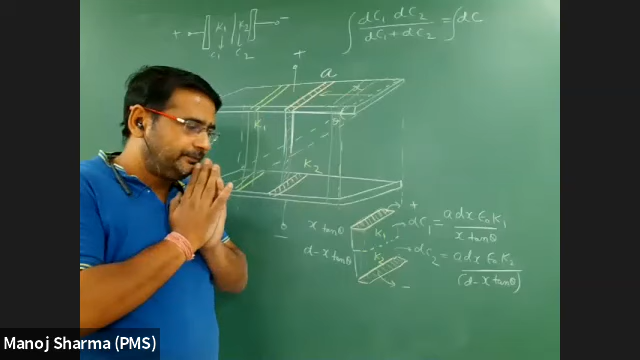 + K₁ K₂ −
C₁ C₂
∫ dC₁ dC₂ / dC₁ + dC₂ = ∫ dC
+
a
x
K₁
K₂
−
+
x tanθ K₁ → dC₁ = a dx ε₀ K₁ / x tanθ
d - x tanθ K₂ → dC₂ = a dx ε₀ K₂ / (d - x tanθ)
−
Manoj Sharma (PMS)